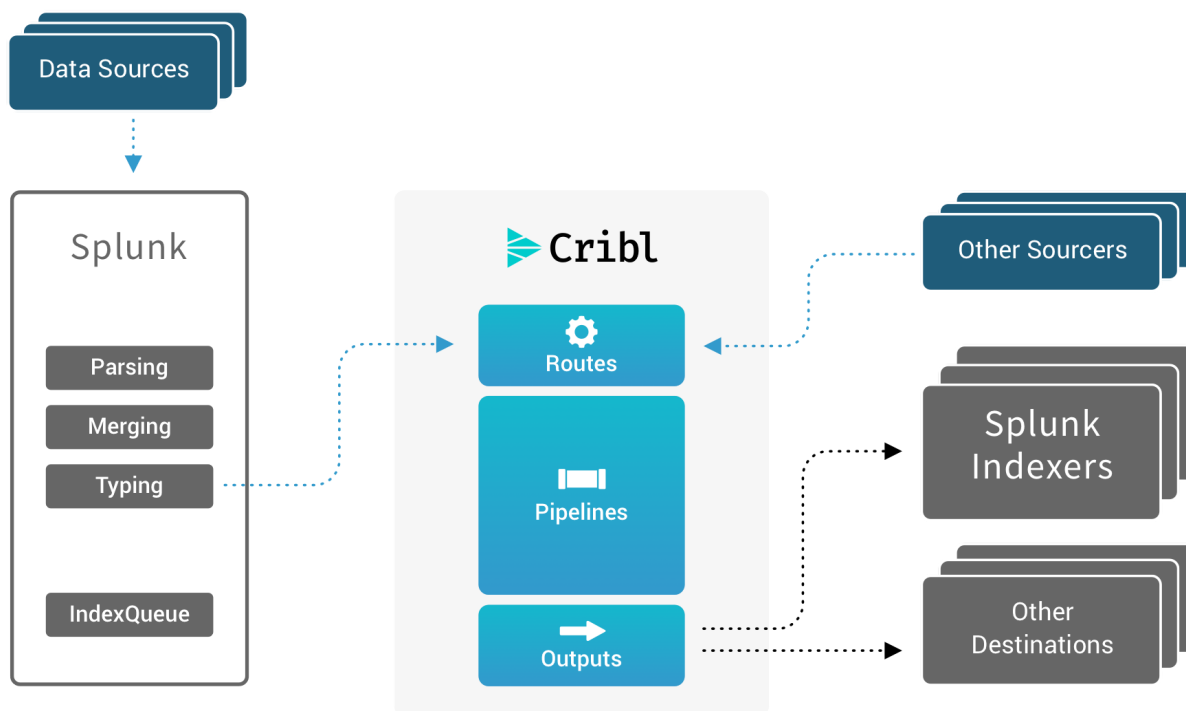 Data Sources
Splunk
Parsing
Merging
Typing
IndexQueue
Cribl
Routes
Pipelines
Outputs
Other Sourcers
Splunk
Indexers
Other
Destinations